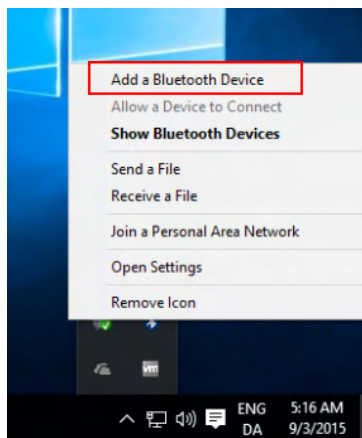 Add a Bluetooth Device
Allow a Device to Connect
Show Bluetooth Devices
Send a File
Receive a File
Join a Personal Area Network
Open Settings
Remove Icon
vm
ENG 5:16 AM
DA 9/3/2015